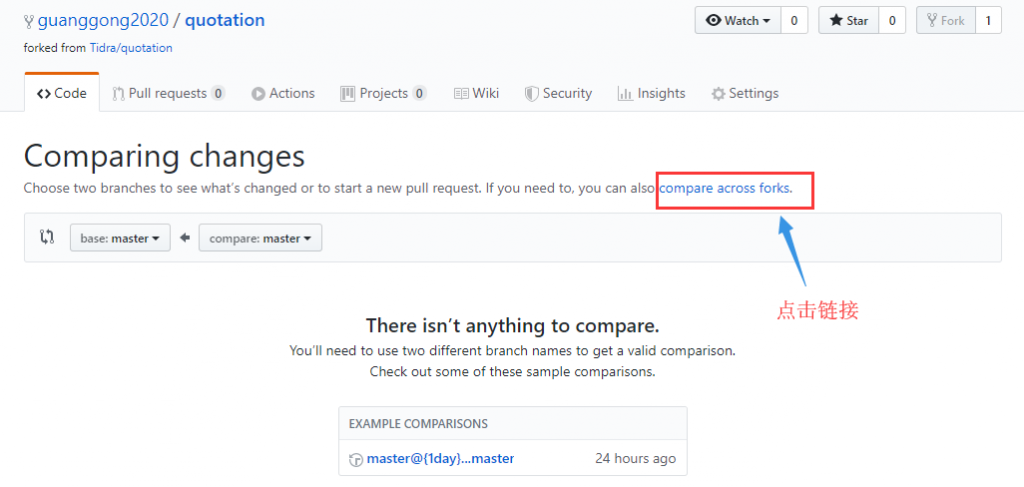 guanggong2020 / quotation
Watch 0 Star 0 Fork 1
forked from Tidra/quotation
Code Pull requests 0 Actions Projects 0 Wiki Security Insights Settings
Comparing changes
Choose two branches to see what's changed or to start a new pull request. If you need to, you can also compare across forks.
base: master compare: master
点击链接
There isn't anything to compare.
You'll need to use two different branch names to get a valid comparison.
Check out some of these sample comparisons.
EXAMPLE COMPARISONS
master@{1day}...master 24 hours ago